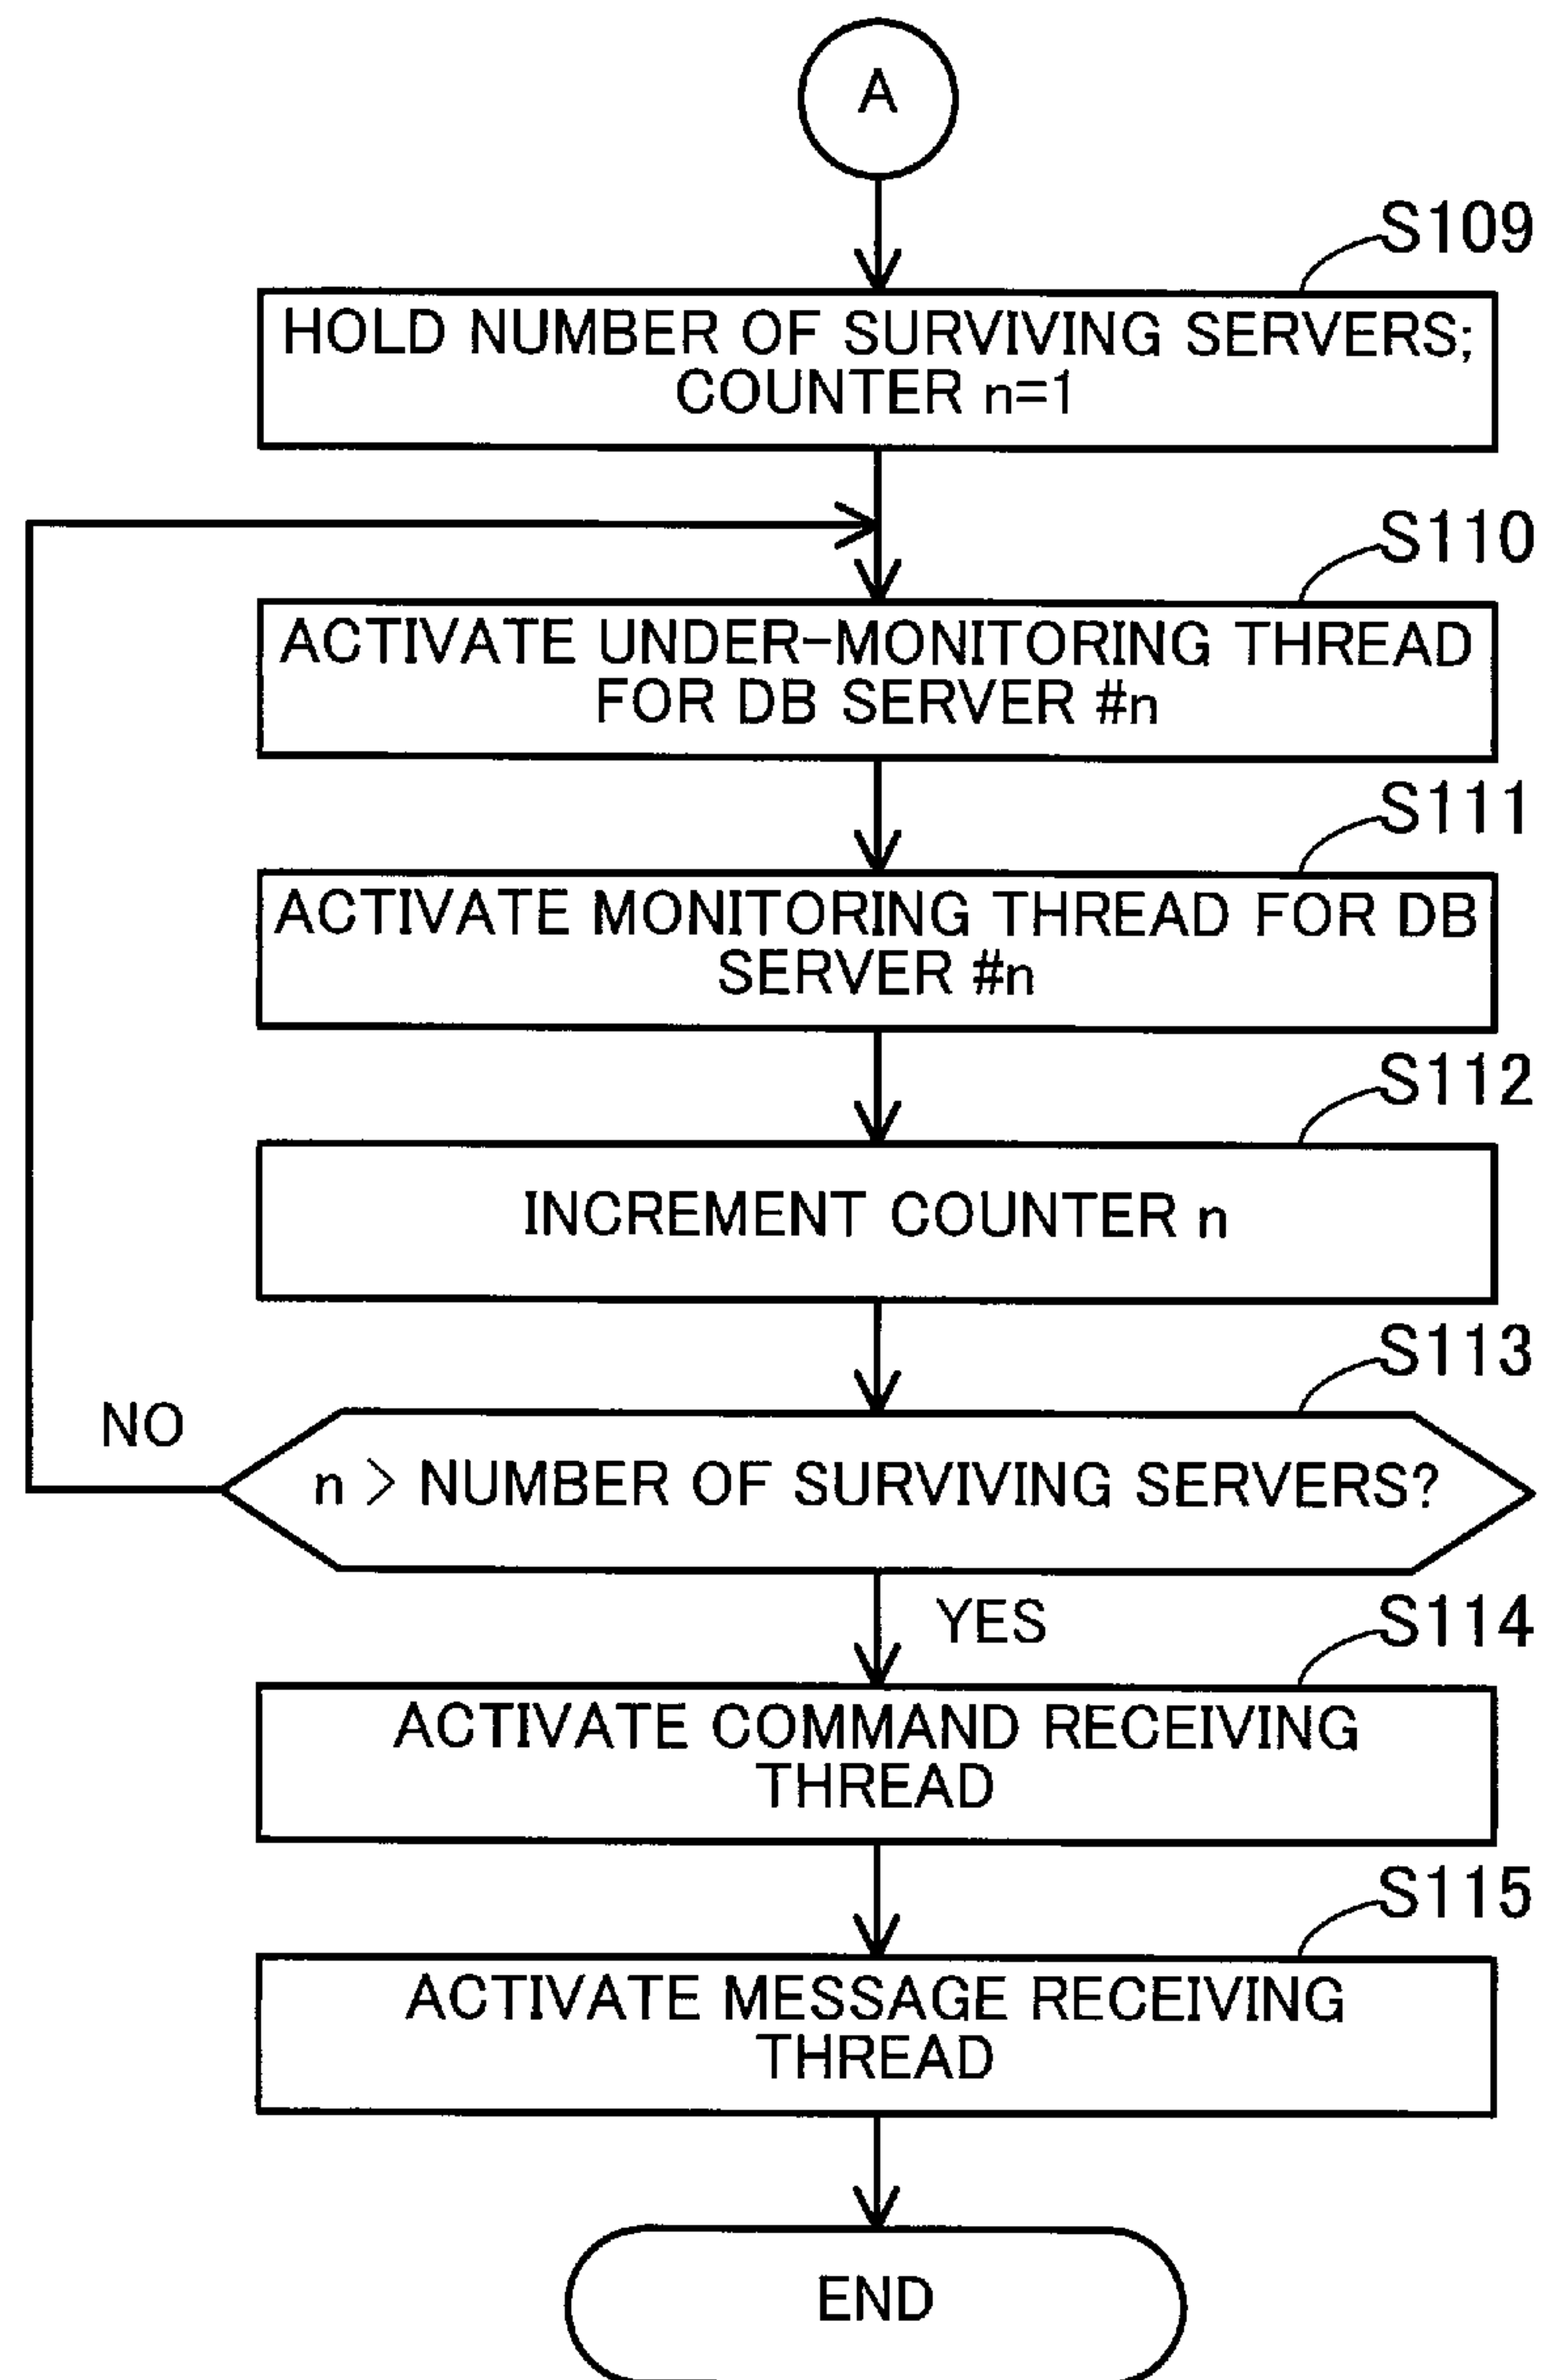 A
S109
HOLD NUMBER OF SURVIVING SERVERS;
COUNTER n=1
S110
ACTIVATE UNDER-MONITORING THREAD
FOR DB SERVER #n
S111
ACTIVATE MONITORING THREAD FOR DB
SERVER #n
S112
INCREMENT COUNTER n
S113
NO
n > NUMBER OF SURVIVING SERVERS?
YES
S114
ACTIVATE COMMAND RECEIVING
THREAD
S115
ACTIVATE MESSAGE RECEIVING
THREAD
END